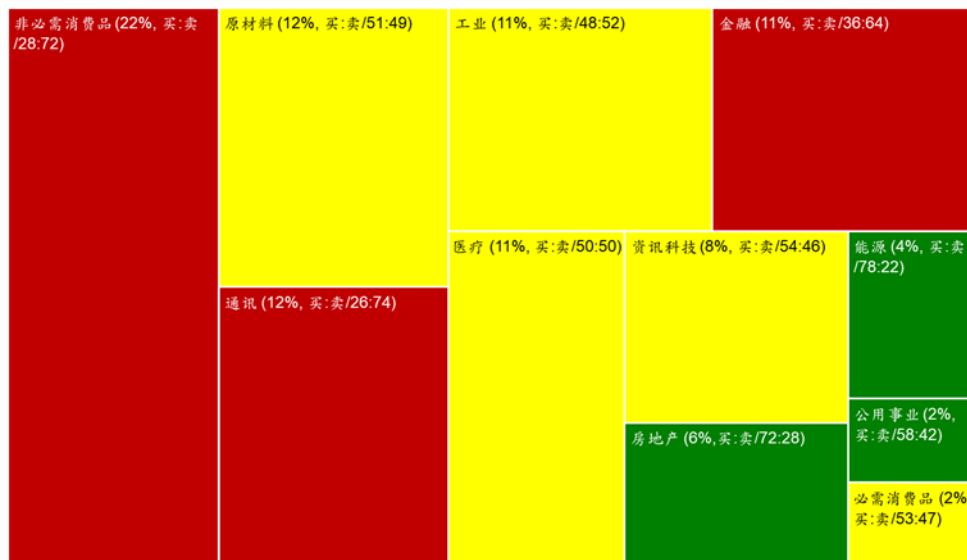 非必需消费品 (22%, 买:卖
/28:72)
原材料 (12%, 买:卖/51:49)
工业 (11%, 买:卖/48:52)
金融 (11%, 买:卖/36:64)
医疗 (11%, 买:卖/50:50)
资讯科技 (8%, 买:卖/54:46)
能源 (4%, 买:卖
/78:22)
通讯 (12%, 买:卖/26:74)
公用事业 (2%,
买:卖/58:42)
房地产 (6%,买:卖/72:28)
必需消费品 (2%
买:卖/53:47)